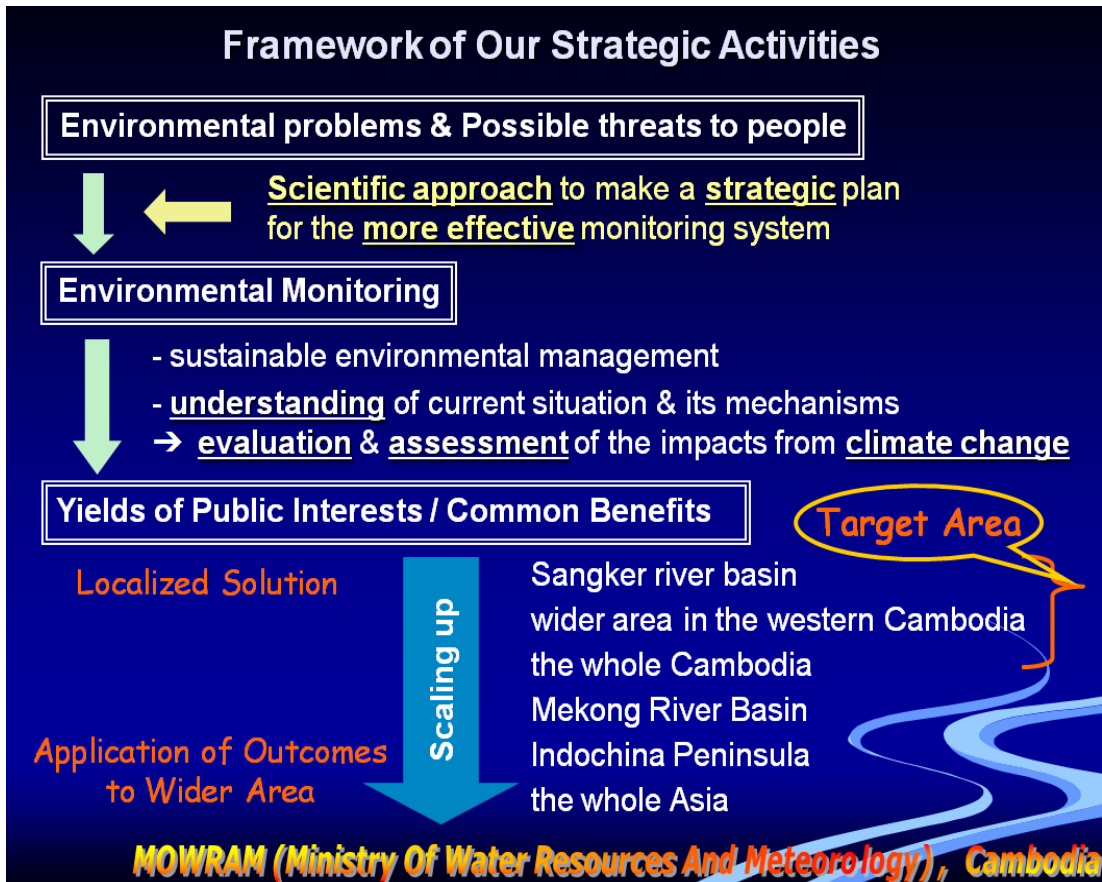 Framework of Our Strategic Activities
Environmental problems & Possible threats to people
Scientific approach to make a strategic plan
for the more effective monitoring system
Environmental Monitoring
- sustainable environmental management
- understanding of current situation & its mechanisms
➔ evaluation & assessment of the impacts from climate change
Yields of Public Interests / Common Benefits
Target Area
Localized Solution
Scaling up
Sangker river basin
wider area in the western Cambodia
the whole Cambodia
Mekong River Basin
Indochina Peninsula
the whole Asia
Application of Outcomes
to Wider Area
MOWRAM (Ministry Of Water Resources And Meteorology), Cambodia